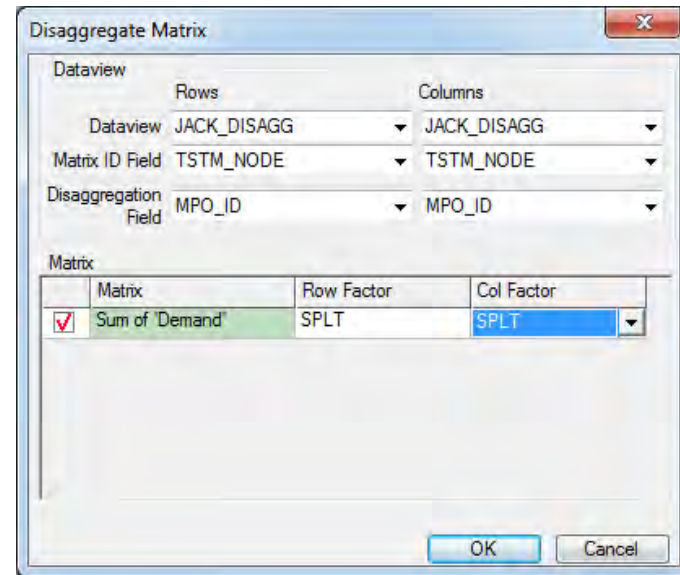 Disaggregate Matrix
Dataview
Rows Columns
Dataview JACK_DISAGG JACK_DISAGG
Matrix ID Field TSTM_NODE TSTM_NODE
Disaggregation
Field MPO_ID MPO_ID
Matrix
Matrix Row Factor Col Factor
Sum of 'Demand' SPLT SPLT
OK Cancel